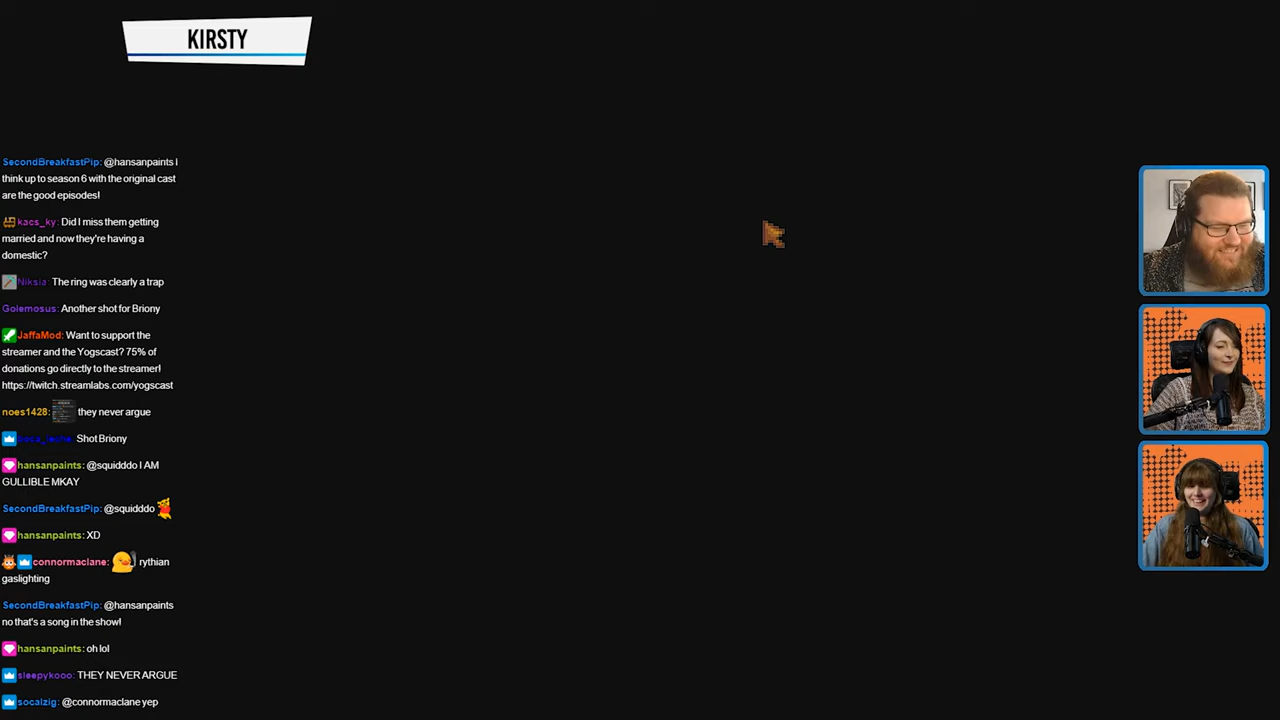 KIRSTY
SecondBreakfastPip: @hansanpaints I
think up to season 6 with the original cast
are the good episodes!
kacs_ky: Did I miss them getting
married and now they're having a
domestic?
Niksia: The ring was clearly a trap
Golemosus: Another shot for Briony
JaffaMod: Want to support the
streamer and the Yogscast? 75% of
donations go directly to the streamer!
https://twitch.streamlabs.com/yogscast
noes1428: they never argue
Shot Briony
hansanpaints: @squidddo I AM
GULLIBLE MKAY
SecondBreakfastPip: @squidddo
hansanpaints: XD
connormaclane: rythian
gaslighting
SecondBreakfastPip: @hansanpaints
no that's a song in the show!
hansanpaints: oh lol
sleepykooo: THEY NEVER ARGUE
socalzig: @connormaclane yep